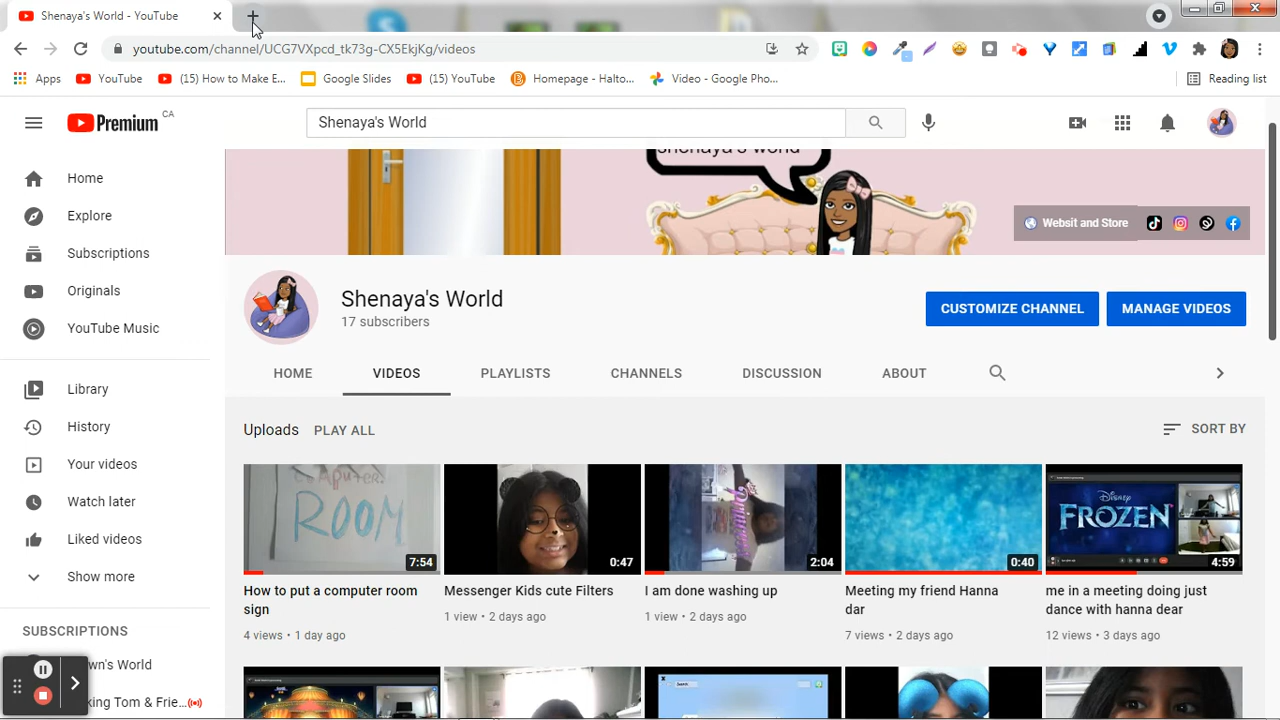 Shenaya's World - YouTube
youtube.com/channel/UCG7VXpcd_tk73g-CX5EkjKg/videos
Apps
YouTube
(15) How to Make E...
Google Slides
(15) YouTube
Homepage - Halto...
Video - Google Pho...
Reading list
Premium CA
Shenaya's World
shenaya's world
Websit and Store
Home
Explore
Subscriptions
Originals
YouTube Music
Library
History
Your videos
Watch later
Liked videos
Show more
SUBSCRIPTIONS
wn's World
king Tom & Frie...
Shenaya's World
17 subscribers
CUSTOMIZE CHANNEL
MANAGE VIDEOS
HOME
VIDEOS
PLAYLISTS
CHANNELS
DISCUSSION
ABOUT
Uploads
PLAY ALL
SORT BY
ROOM
7:54
How to put a computer room
sign
4 views • 1 day ago
0:47
Messenger Kids cute Filters
1 view • 2 days ago
2:04
I am done washing up
1 view • 2 days ago
0:40
Meeting my friend Hanna
dar
7 views • 2 days ago
Disney
FROZEN
4:59
me in a meeting doing just
dance with hanna dear
12 views • 3 days ago